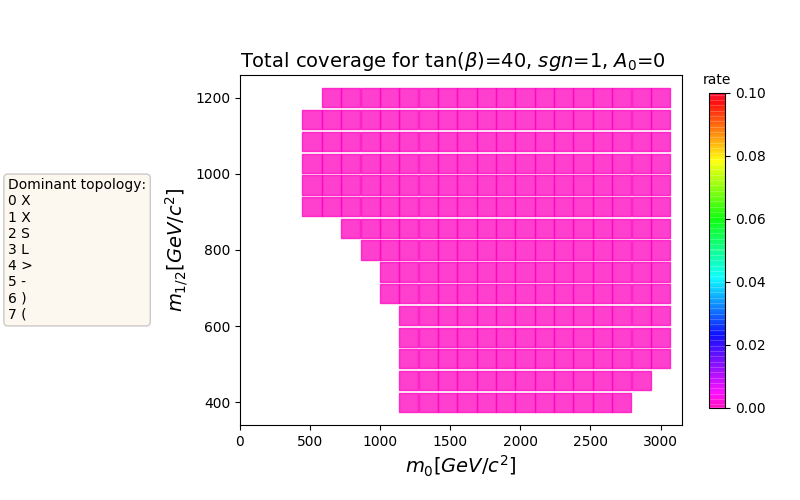 Total coverage for tan(β)=40, sgn=1, A₀=0
rate
Dominant topology:
0 X
1 X
2 S
3 L
4 >
5 -
6 )
7 (
m₁/₂[GeV/c²]
1200
1000
800
600
400
0 500 1000 1500 2000 2500 3000
m₀[GeV/c²]
0.10
0.08
0.06
0.04
0.02
0.00